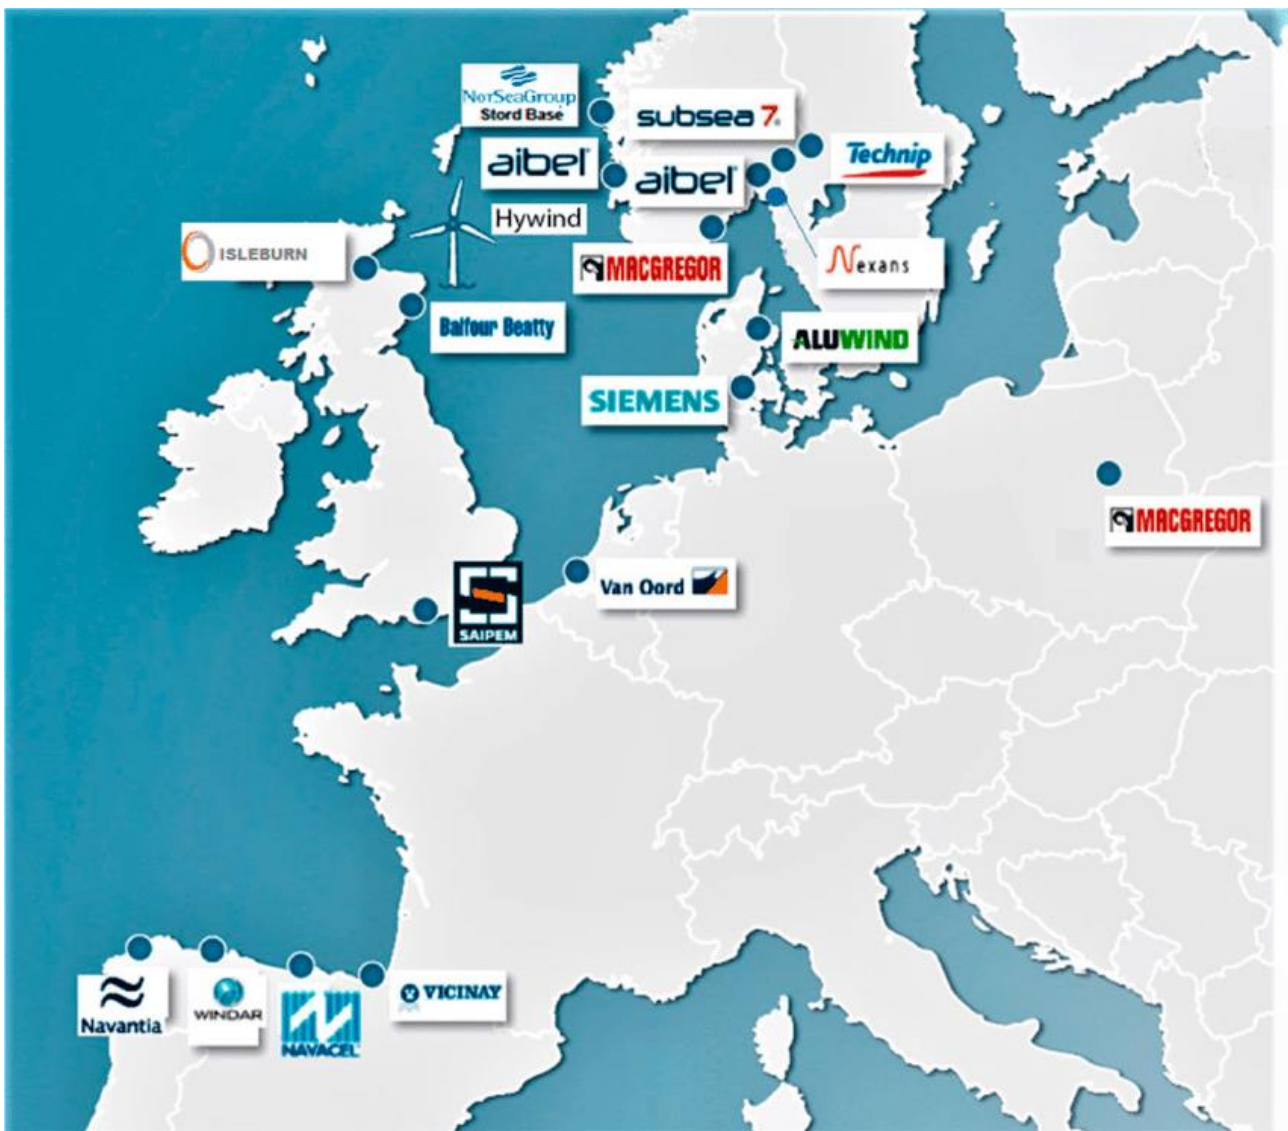 NorSeaGroup
Stord Base
subsea 7
aibel
aibel
Technip
Hywind
ISLEBURN
MACGREGOR
Nexans
Balfour Beatty
ALUWIND
SIEMENS
MACGREGOR
Van Oord
SAIPEM
Navantia
WINDAR
NAVACEL
VICINAY